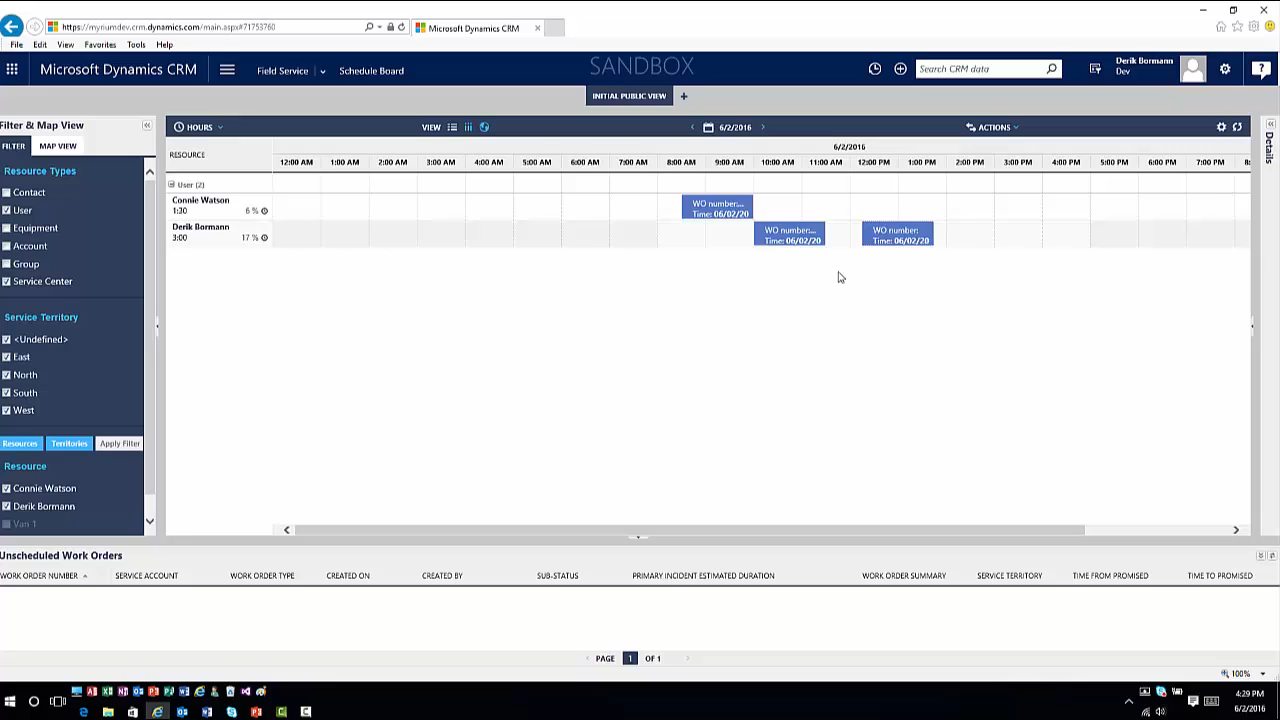 https://myriumdev.crm.dynamics.com/main.aspx#71753760
Microsoft Dynamics CRM
File Edit View Favorites Tools Help
Microsoft Dynamics CRM
Field Service
Schedule Board
SANDBOX
Search CRM data
Derik Bormann
Dev
INITIAL PUBLIC VIEW +
Filter & Map View
FILTER MAP VIEW
Resource Types
Contact
User
Equipment
Account
Group
Service Center
Service Territory
<Undefined>
East
North
South
West
Resources Territories Apply Filter
Resource
Connie Watson
Derik Bormann
Van 1
HOURS
VIEW
6/2/2016
ACTIONS
RESOURCE
6/2/2016
12:00 AM 1:00 AM 2:00 AM 3:00 AM 4:00 AM 5:00 AM 6:00 AM 7:00 AM 8:00 AM 9:00 AM 10:00 AM 11:00 AM 12:00 PM 1:00 PM 2:00 PM 3:00 PM 4:00 PM 5:00 PM 6:00 PM 7:00 PM 8:
User (2)
Connie Watson
1:30 6 %
WO number:...
Time: 06/02/20
Derik Bormann
3:00 17 %
WO number:...
Time: 06/02/20
WO number:
Time: 06/02/20
Details
Unscheduled Work Orders
WORK ORDER NUMBER SERVICE ACCOUNT WORK ORDER TYPE CREATED ON CREATED BY SUB-STATUS PRIMARY INCIDENT ESTIMATED DURATION WORK ORDER SUMMARY SERVICE TERRITORY TIME FROM PROMISED TIME TO PROMISED
PAGE 1 OF 1
100%
4:29 PM
6/2/2016